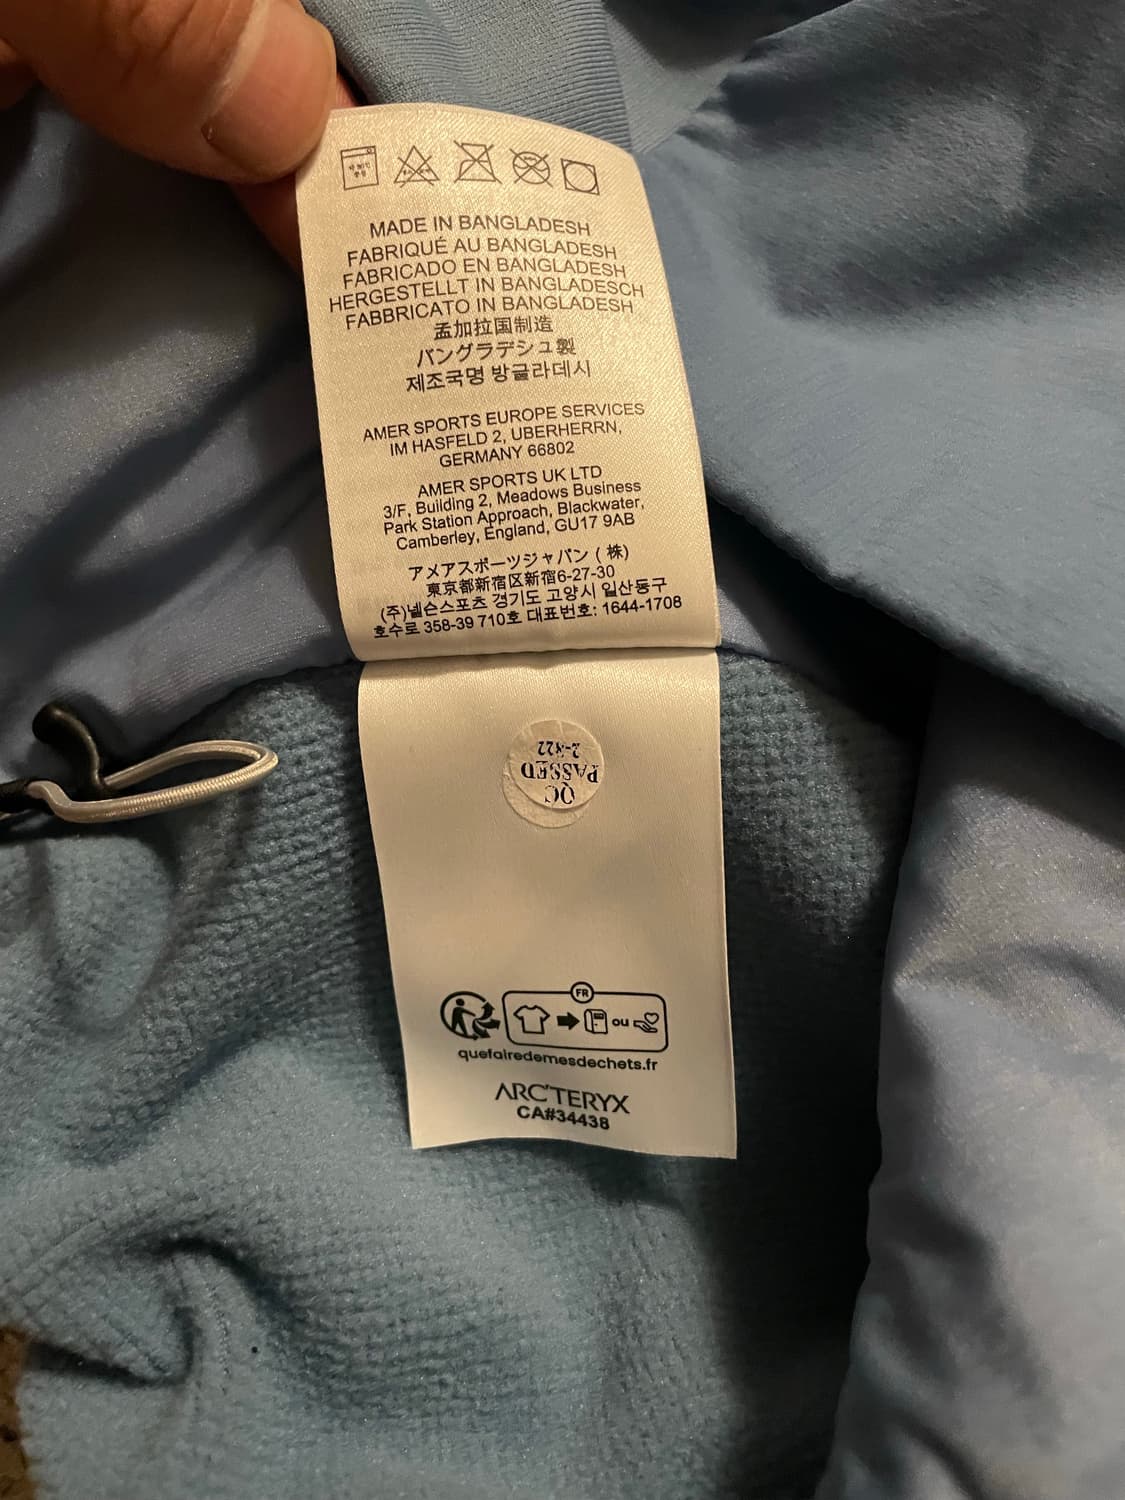 MADE IN BANGLADESH
FABRIQUÉ AU BANGLADESH
FABRICADO EN BANGLADESH
HERGESTELLT IN BANGLADESCH
FABBRICATO IN BANGLADESH
孟加拉国制造
バングラデシュ製
제조국명 방글라데시
AMER SPORTS EUROPE SERVICES
IM HASFELD 2, UBERHERRN,
GERMANY 66802
AMER SPORTS UK LTD
3/F, Building 2, Meadows Business
Park Station Approach, Blackwater,
Camberley, England, GU17 9AB
アメアスポーツジャパン (株)
東京都新宿区新宿6-27-30
(주)넬슨스포츠 경기도 고양시 일산동구
호수로 358-39 710호 대표번호: 1644-1708
QC
PASSED
FR
ou
quefairedemesdechets.fr
ARC'TERYX
CA#34438